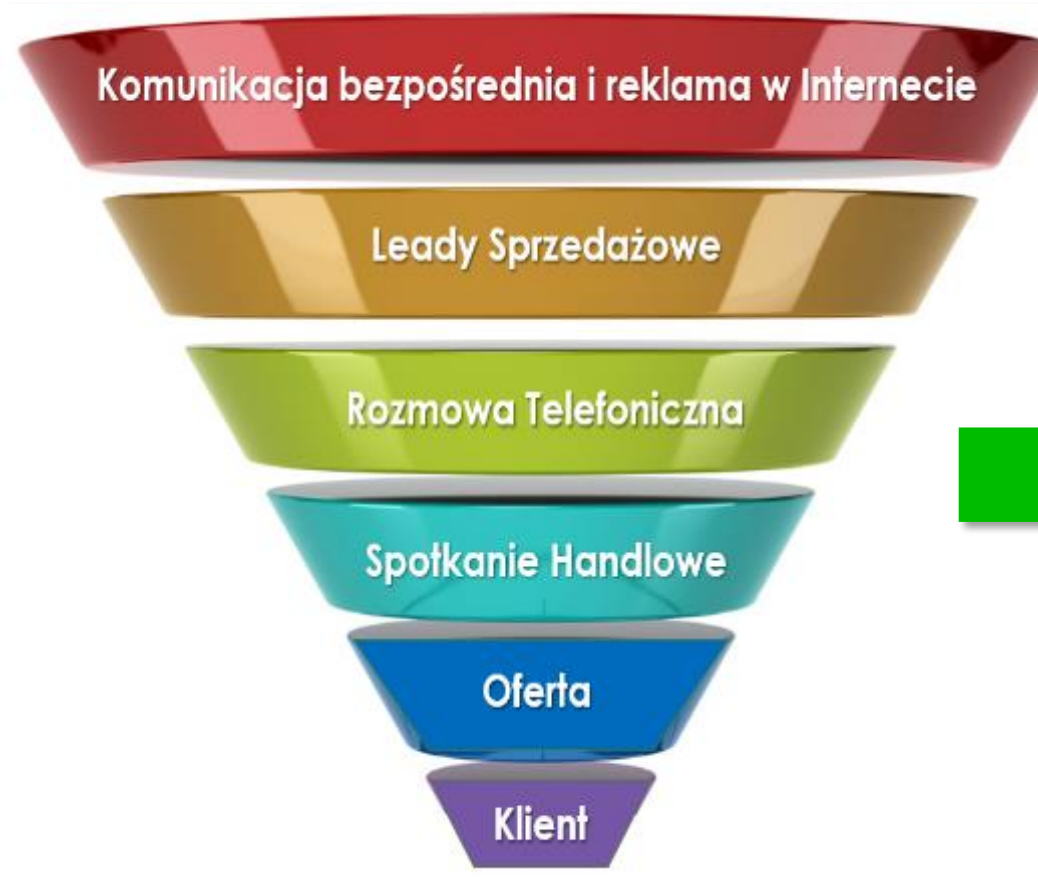 Komunikacja bezpośrednia i reklama w Internecie
Leady Sprzedażowe
Rozmowa Telefoniczna
Spotkanie Handlowe
Oferta
Klient